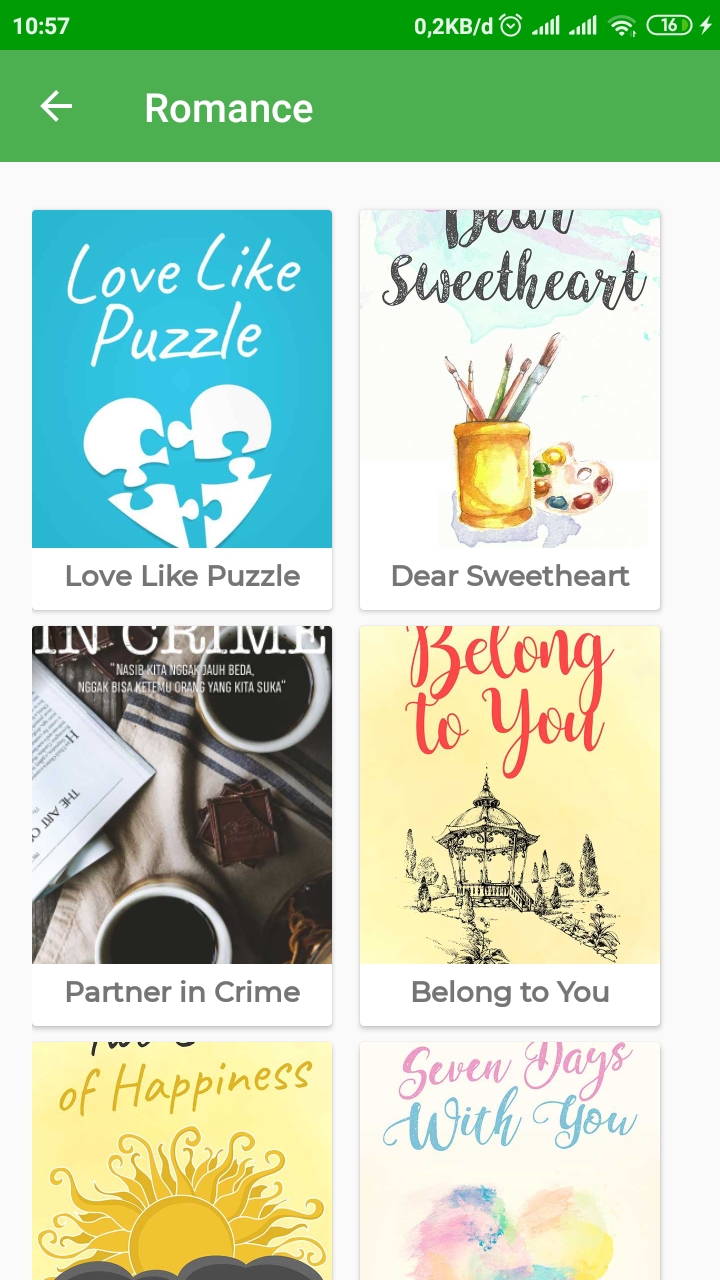 10:57
0,2KB/d
16
Romance
Love Like
Puzzle
Love Like Puzzle
Dear
Sweetheart
Dear Sweetheart
IN CRIME
"NASIB KITA NGGAK JAUH BEDA,
NGGAK BISA KETEMU ORANG YANG KITA SUKA"
THE ART
Partner in Crime
Belong
to You
Belong to You
of Happiness
Seven Days
With You